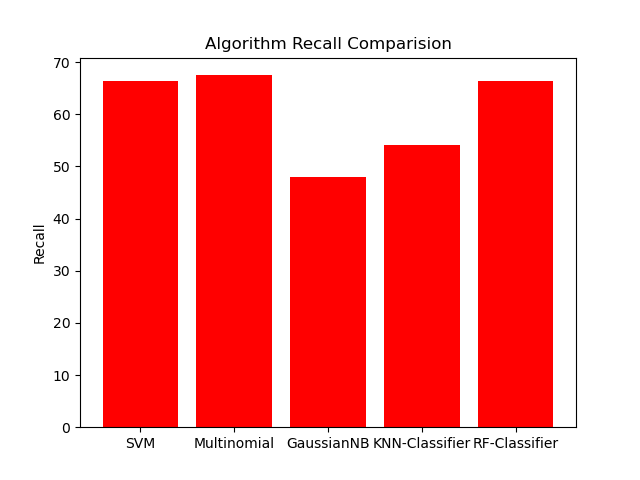 Algorithm Recall Comparision
70
60
50
40
30
20
10
0
Recall
SVM Multinomial GaussianNB KNN-Classifier RF-Classifier